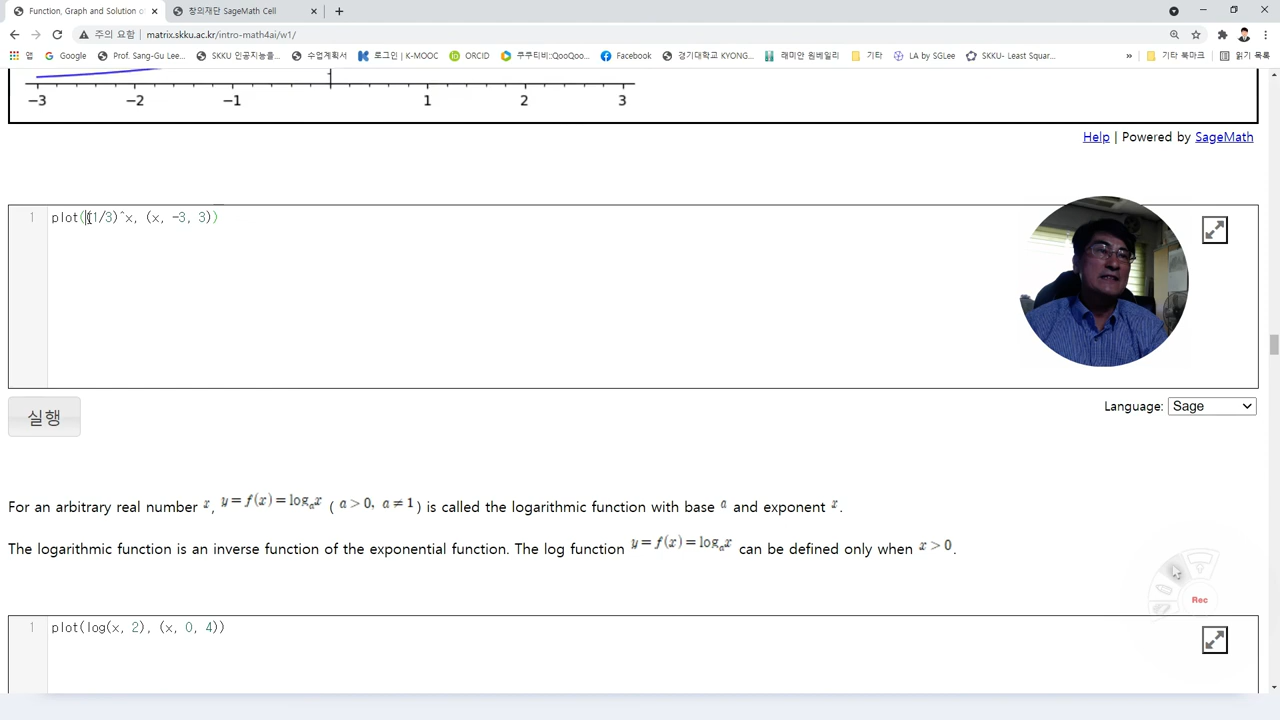 Function, Graph and Solution o
창의재단 SageMath Cell
주의 요함 | matrix.skku.ac.kr/intro-math4ai/w1/
앱 Google Prof. Sang-Gu Lee... SKKU 인공지능을... 수업계획서 로그인 | K-MOOC ORCID 쿠쿠티비::QooQoo... Facebook 경기대학교 KYONG... 래미안 원베일리 기타 LA by SGLee SKKU- Least Squar... » 기타 북마크 읽기 목록
−3 −2 −1 1 2 3
Help | Powered by SageMath
1 plot((1/3)^x, (x, -3, 3))
실행
Language: Sage
For an arbitrary real number x, y=f(x)=logₐx ( a>0, a≠1 ) is called the logarithmic function with base a and exponent x.
The logarithmic function is an inverse function of the exponential function. The log function y=f(x)=logₐx can be defined only when x>0.
Rec
1 plot(log(x, 2), (x, 0, 4))